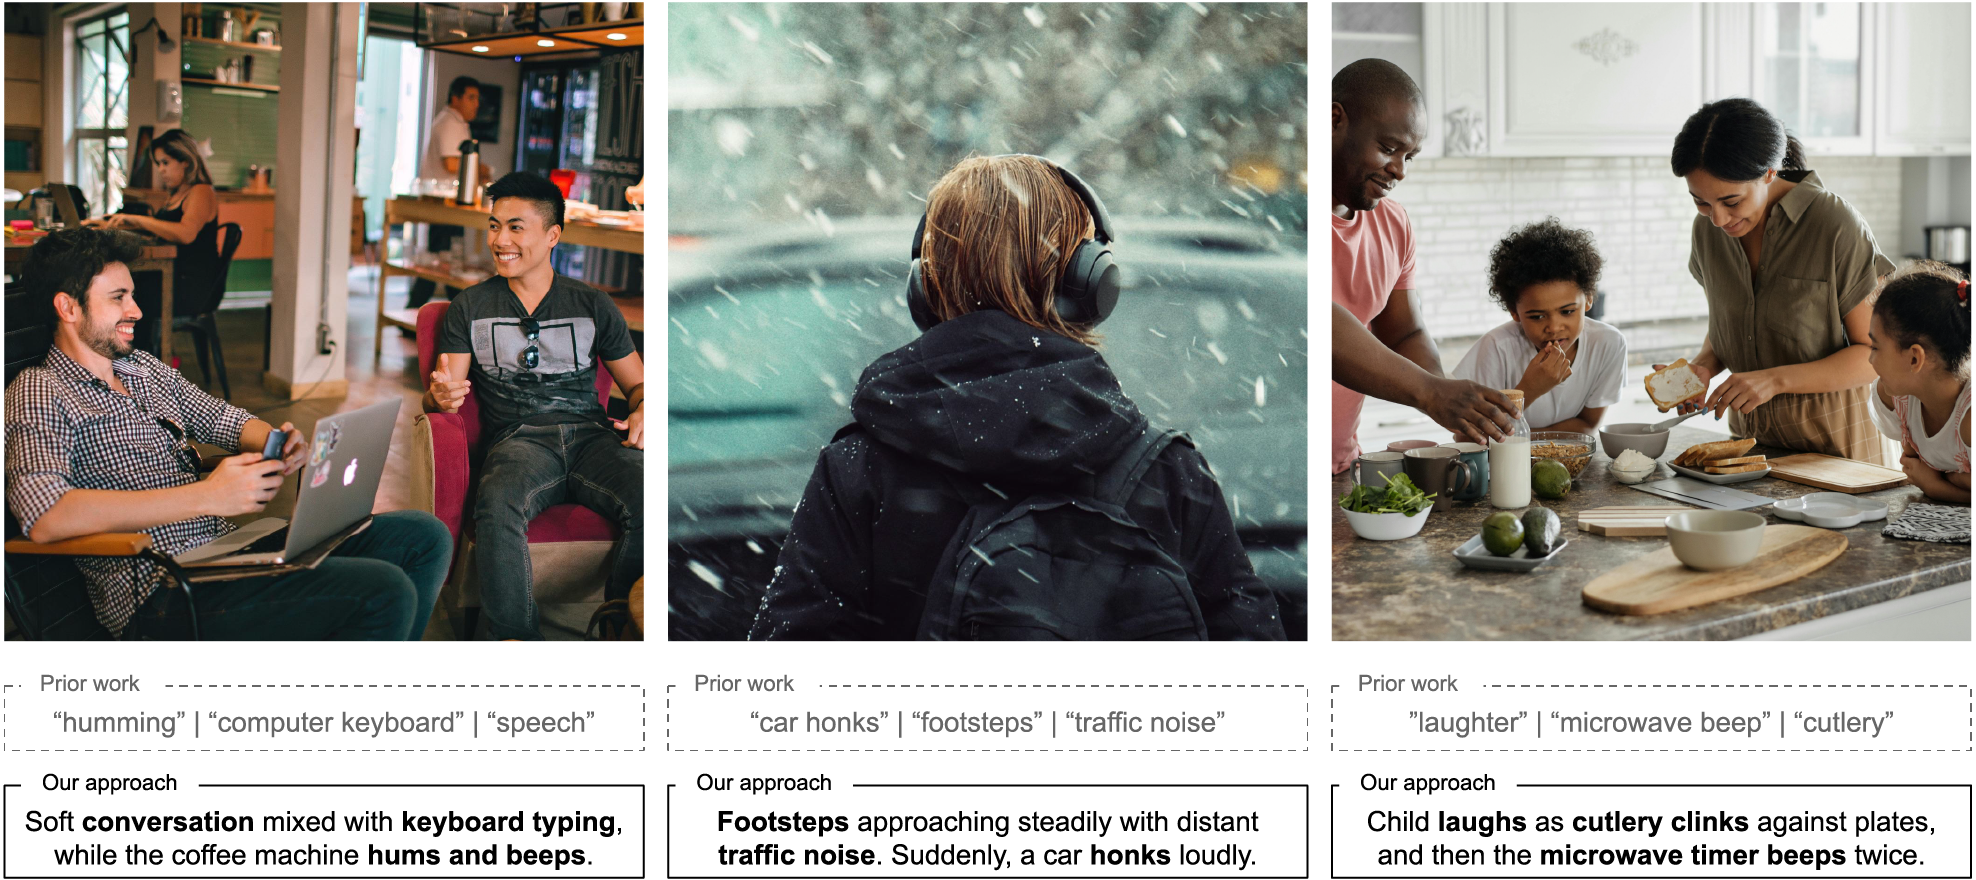 Prior work
“humming” | “computer keyboard” | “speech”
Our approach
Soft conversation mixed with keyboard typing,
while the coffee machine hums and beeps.
Prior work
“car honks” | “footsteps” | “traffic noise”
Our approach
Footsteps approaching steadily with distant
traffic noise. Suddenly, a car honks loudly.
Prior work
”laughter” | “microwave beep” | “cutlery”
Our approach
Child laughs as cutlery clinks against plates,
and then the microwave timer beeps twice.